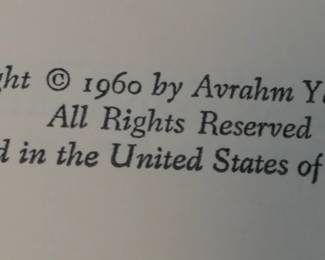 ght © 1960 by Avrahm Y
All Rights Reserved
d in the United States of